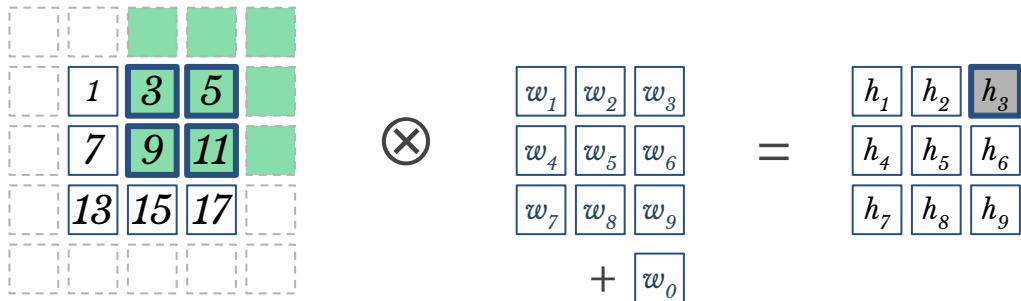 1 3 5 ⊗ w₁ w₂ w₃ = h₁ h₂ h₃
7 9 11 w₄ w₅ w₆ h₄ h₅ h₆
13 15 17 w₇ w₈ w₉ h₇ h₈ h₉
+ w₀